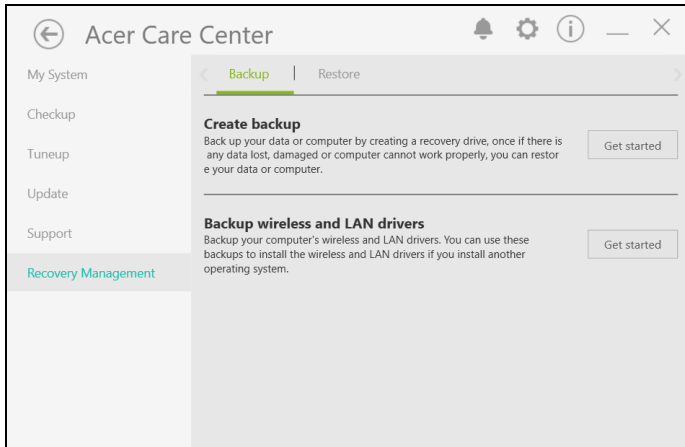 Acer Care Center
My System
Checkup
Tuneup
Update
Support
Recovery Management
Backup
Restore
Create backup
Back up your data or computer by creating a recovery drive, once if there is
any data lost, damaged or computer cannot work properly, you can restor
e your data or computer.
Get started
Backup wireless and LAN drivers
Backup your computer's wireless and LAN drivers. You can use these
backups to install the wireless and LAN drivers if you install another
operating system.
Get started